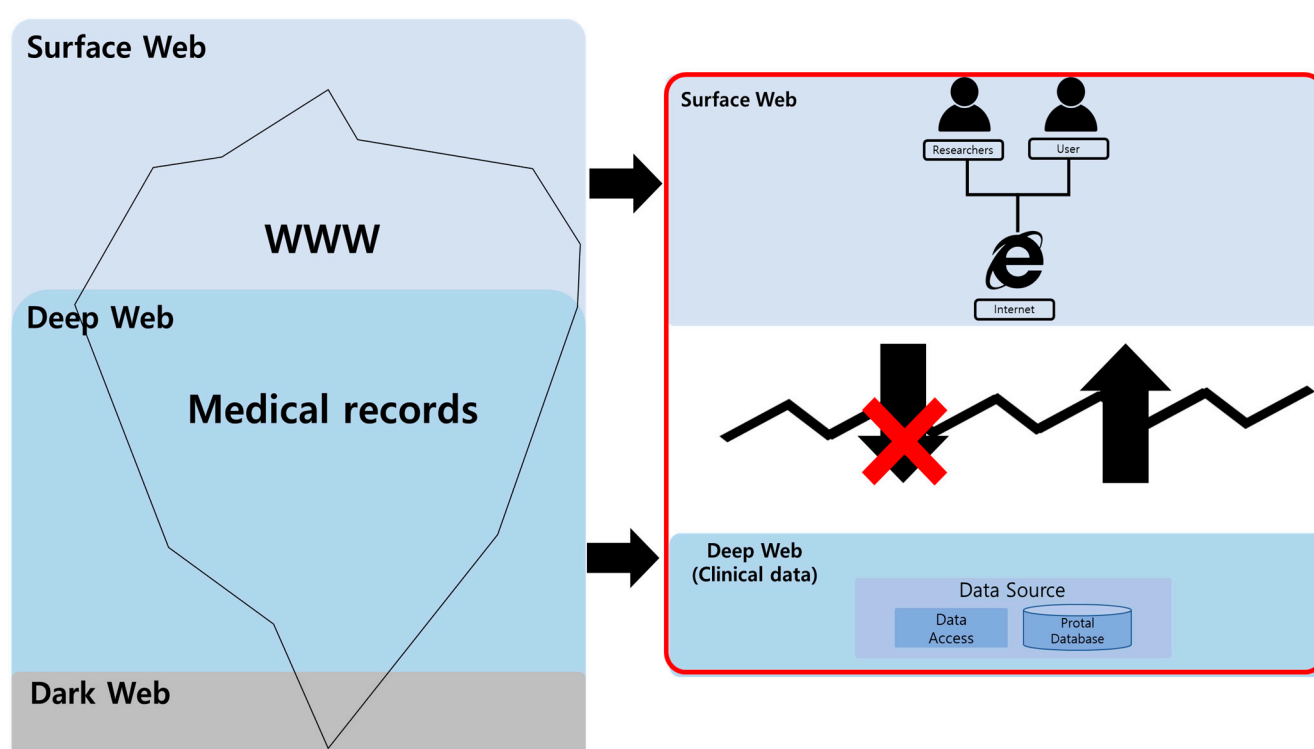 Surface Web
WWW
Deep Web
Medical records
Dark Web
Surface Web
Researchers
User
Internet
Deep Web
(Clinical data)
Data Source
Data
Access
Protal
Database